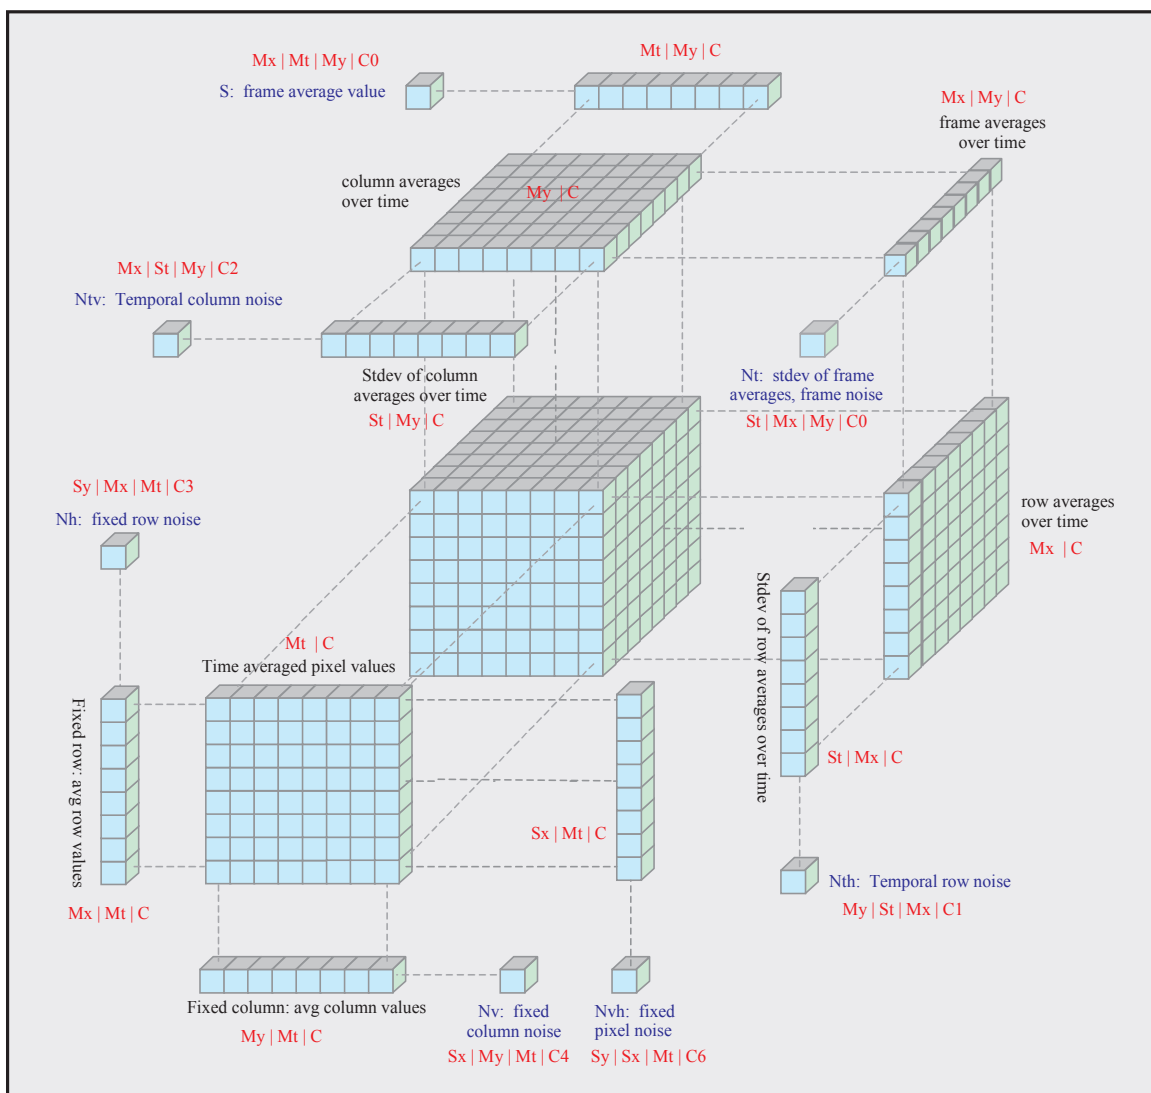 Mx | Mt | My | C0
S: frame average value
Mt | My | C
Mx | My | C
frame averages
over time
column averages
over time
My | C
Mx | St | My | C2
Ntv: Temporal column noise
Stdev of column
averages over time
St | My | C
Nt: stdev of frame
averages, frame noise
St | Mx | My | C0
Sy | Mx | Mt | C3
Nh: fixed row noise
row averages
over time
Mx | C
Mt | C
Time averaged pixel values
Fixed row: avg row values
Stdev of row averages over time
St | Mx | C
Sx | Mt | C
Nth: Temporal row noise
My | St | Mx | C1
Mx | Mt | C
Fixed column: avg column values
My | Mt | C
Nv: fixed
column noise
Sx | My | Mt | C4
Nvh: fixed
pixel noise
Sy | Sx | Mt | C6